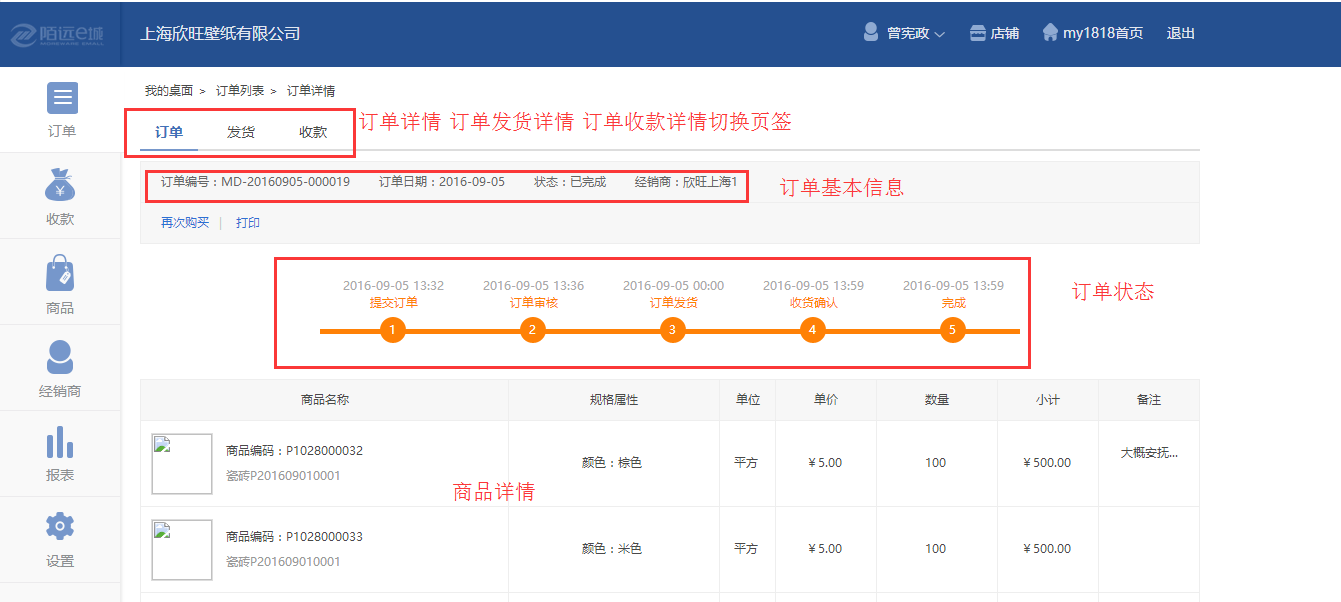 陌远e城
上海欣旺壁纸有限公司
曾宪政 店铺 my1818首页 退出
我的桌面 > 订单列表 > 订单详情
订单 发货 收款
订单详情 订单发货详情 订单收款详情切换页签
订单编号：MD-20160905-000019 订单日期：2016-09-05 状态：已完成 经销商：欣旺上海1
订单基本信息
再次购买 | 打印
订单
收款
商品
经销商
报表
设置
2016-09-05 13:32 2016-09-05 13:36 2016-09-05 00:00 2016-09-05 13:59 2016-09-05 13:59
提交订单 订单审核 订单发货 收货确认 完成
1 2 3 4 5
订单状态
商品名称 规格属性 单位 单价 数量 小计 备注
商品编码：P1028000032
瓷砖P201609010001
颜色：棕色 平方 ¥5.00 100 ¥500.00 大概安抚...
商品详情
商品编码：P1028000033
瓷砖P201609010001
颜色：米色 平方 ¥5.00 100 ¥500.00